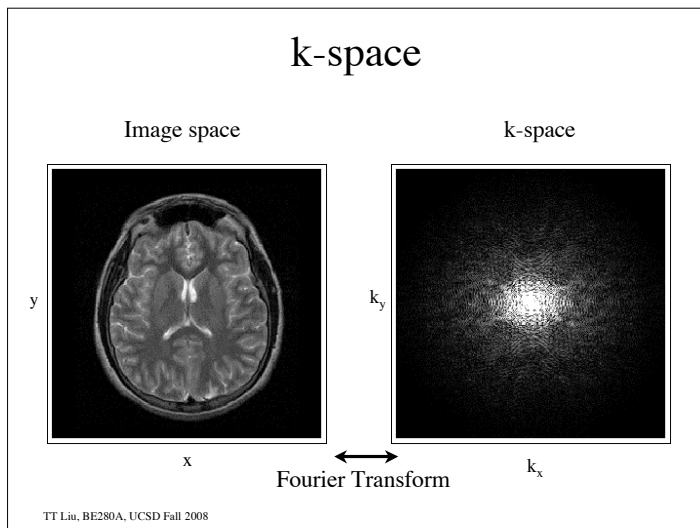 k-space
Image space
k-space
y
k_y
x
k_x
Fourier Transform
TT Liu, BE280A, UCSD Fall 2008